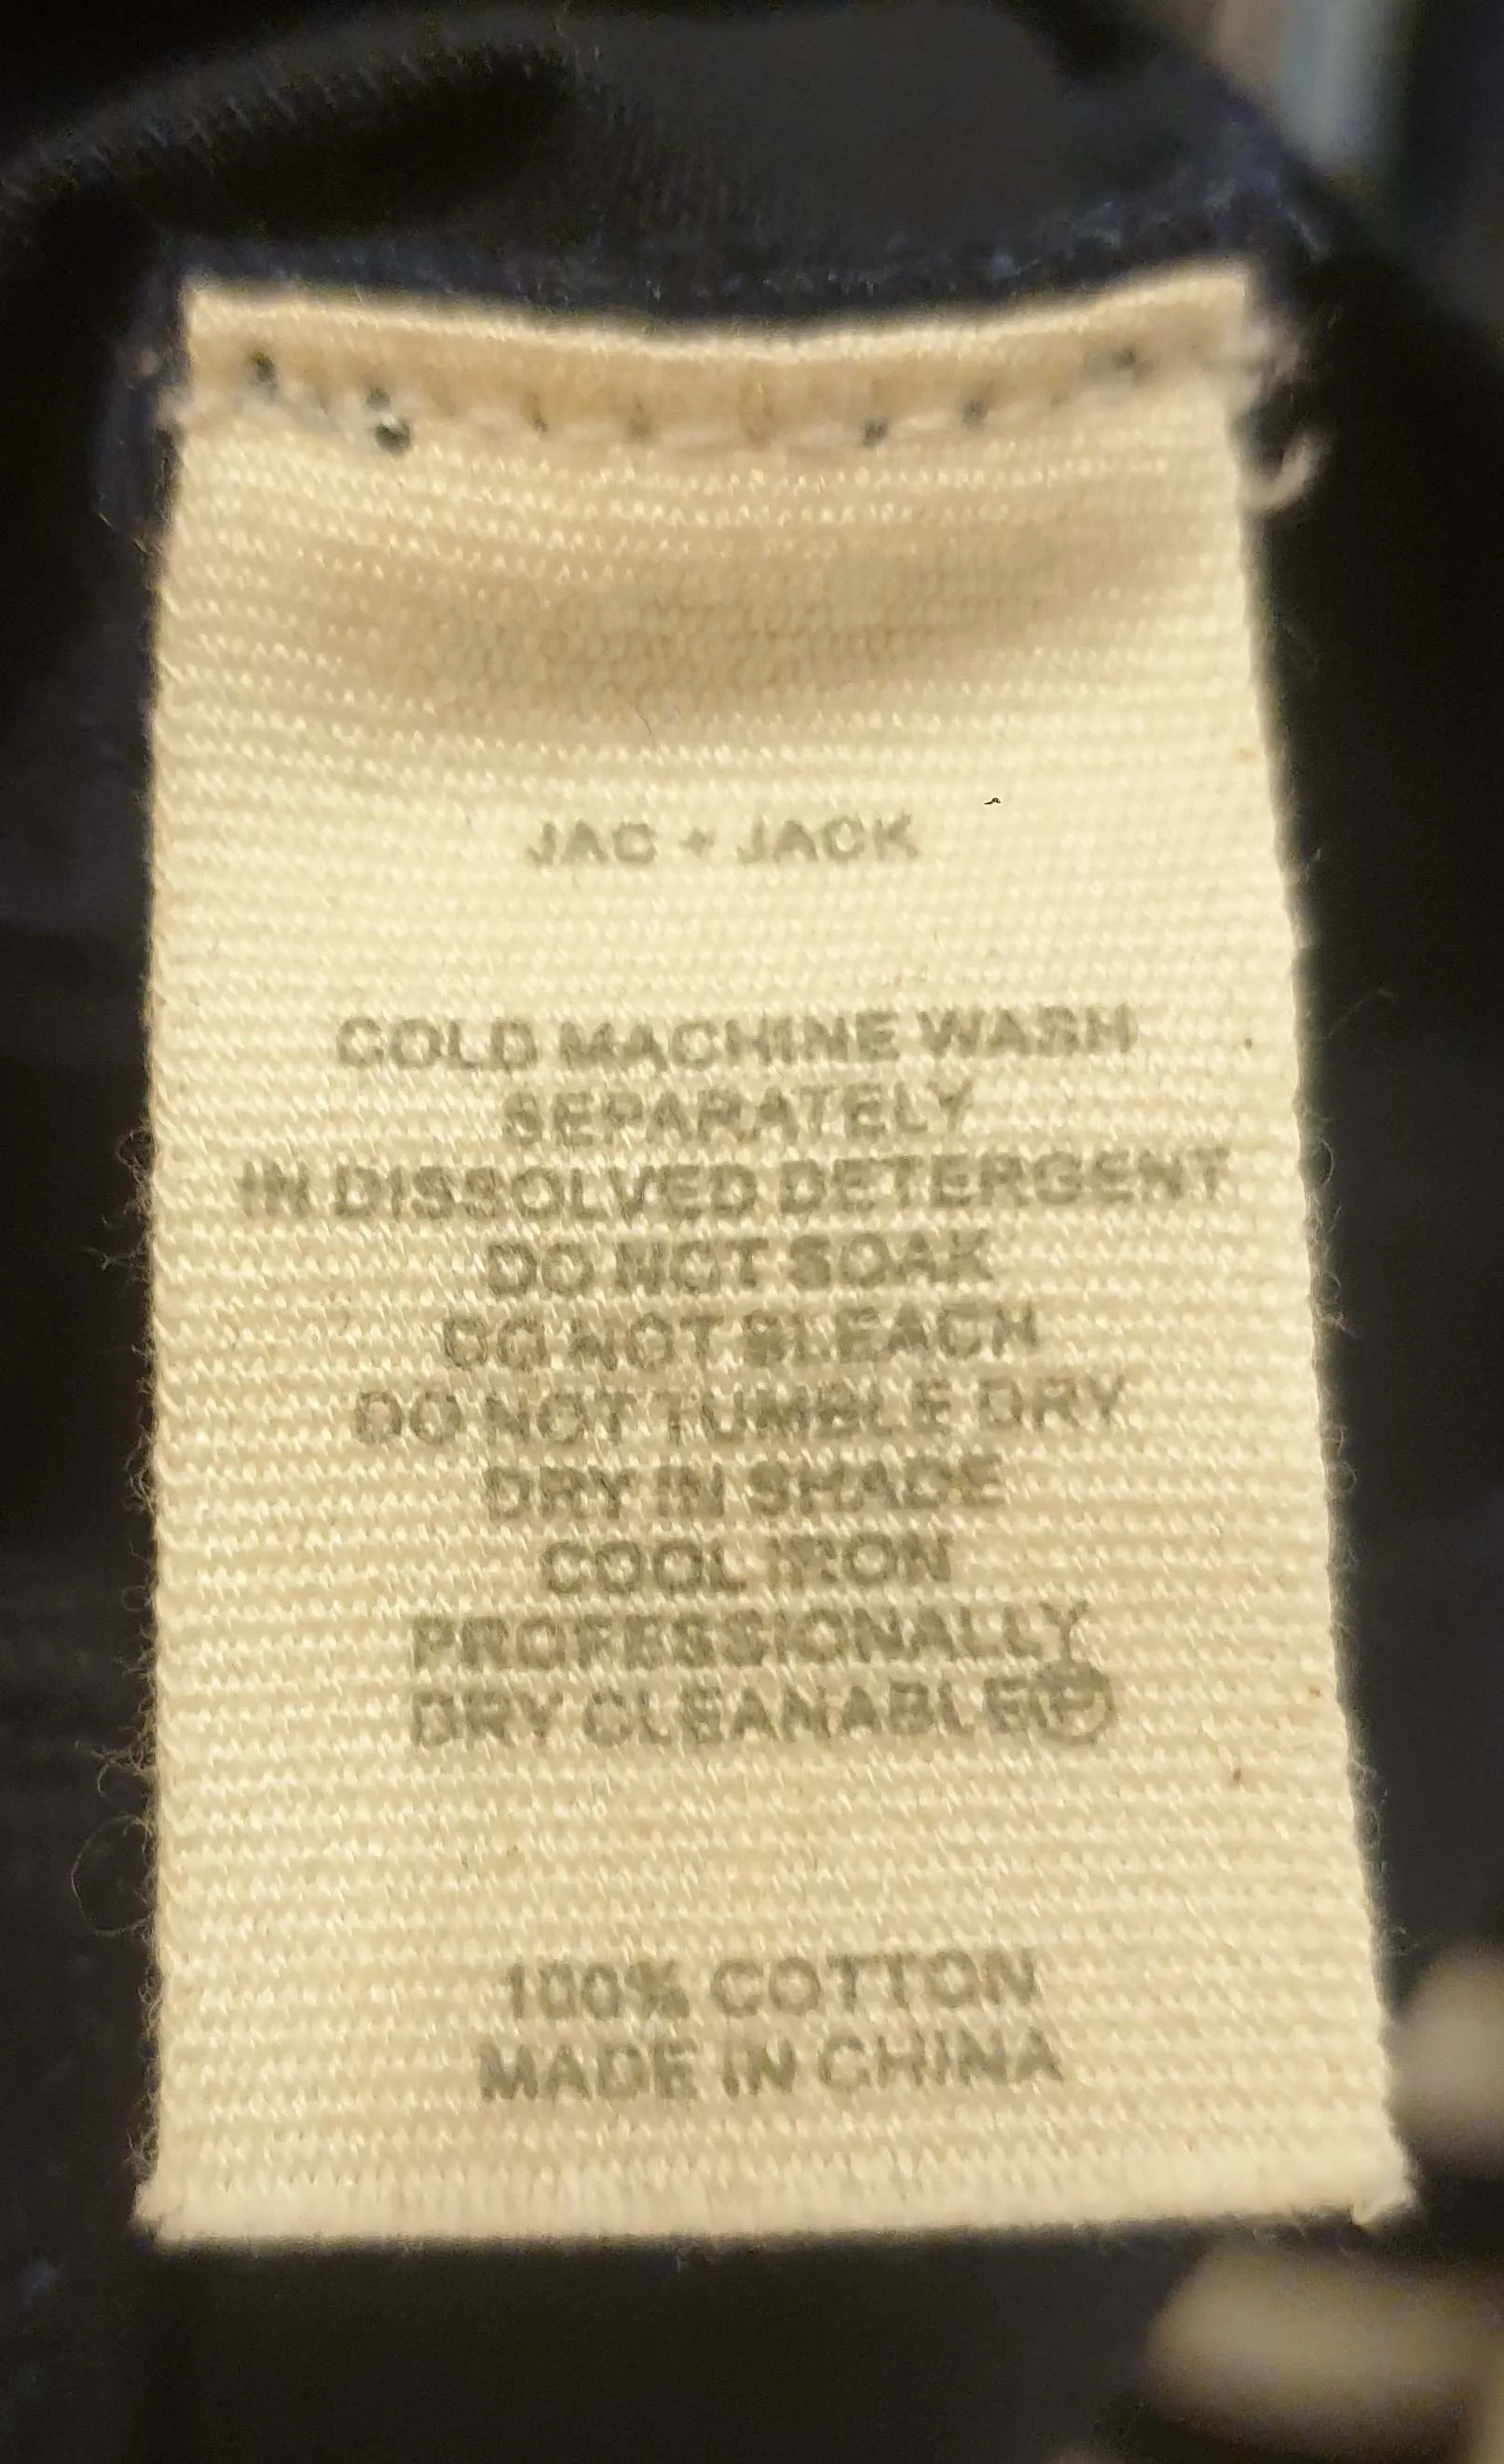 JAC + JACK
COLD MACHINE WASH
SEPARATELY
IN DISSOLVED DETERGENT
DO NOT SOAK
DO NOT BLEACH
DO NOT TUMBLE DRY
DRY IN SHADE
COOL IRON
PROFESSIONALLY
DRY CLEANABLE Ⓟ
100% COTTON
MADE IN CHINA